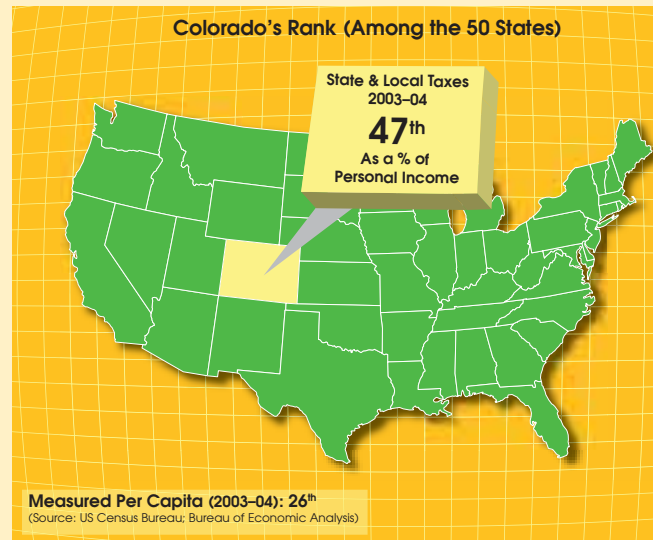 Colorado’s Rank (Among the 50 States)
State & Local Taxes
2003–04
47th
As a % of
Personal Income
Measured Per Capita (2003–04): 26th
(Source: US Census Bureau; Bureau of Economic Analysis)